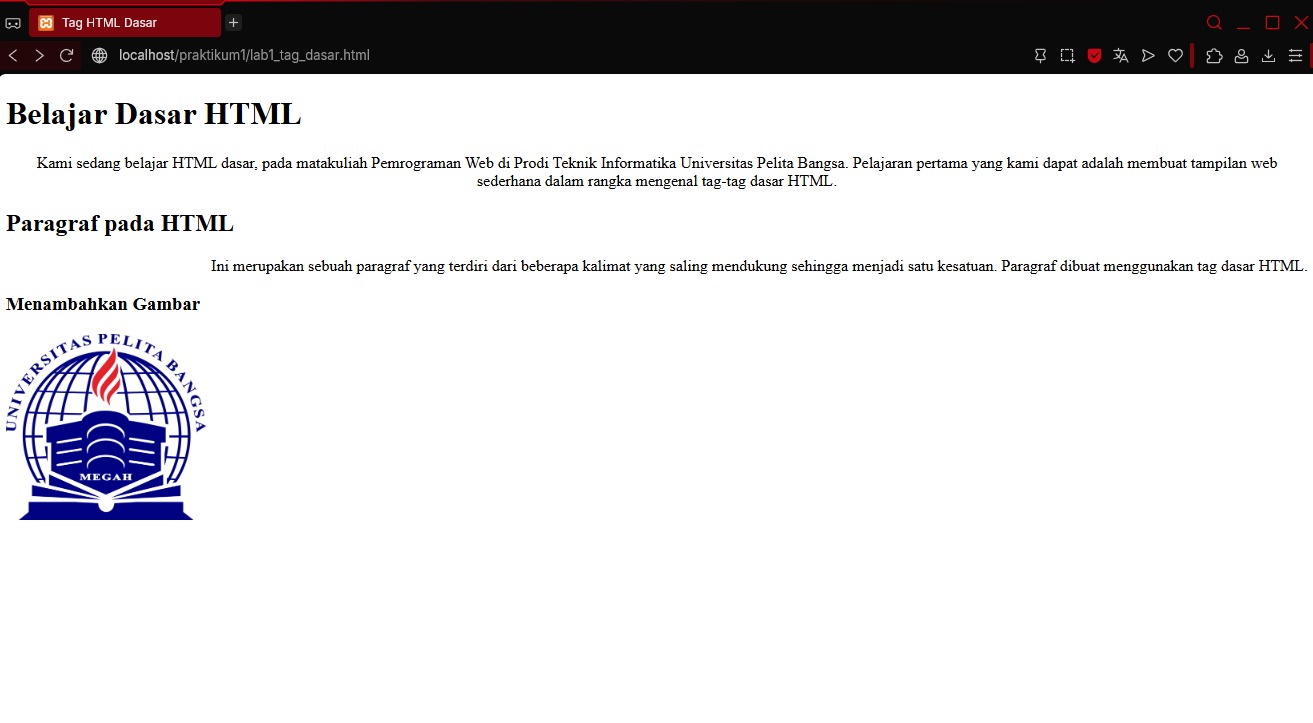 Tag HTML Dasar
localhost/praktikum1/lab1_tag_dasar.html
Belajar Dasar HTML
Kami sedang belajar HTML dasar, pada matakuliah Pemrograman Web di Prodi Teknik Informatika Universitas Pelita Bangsa. Pelajaran pertama yang kami dapat adalah membuat tampilan web
sederhana dalam rangka mengenal tag-tag dasar HTML.
Paragraf pada HTML
Ini merupakan sebuah paragraf yang terdiri dari beberapa kalimat yang saling mendukung sehingga menjadi satu kesatuan. Paragraf dibuat menggunakan tag dasar HTML.
Menambahkan Gambar
UNIVERSITAS PELITA BANGSA
MEGAH